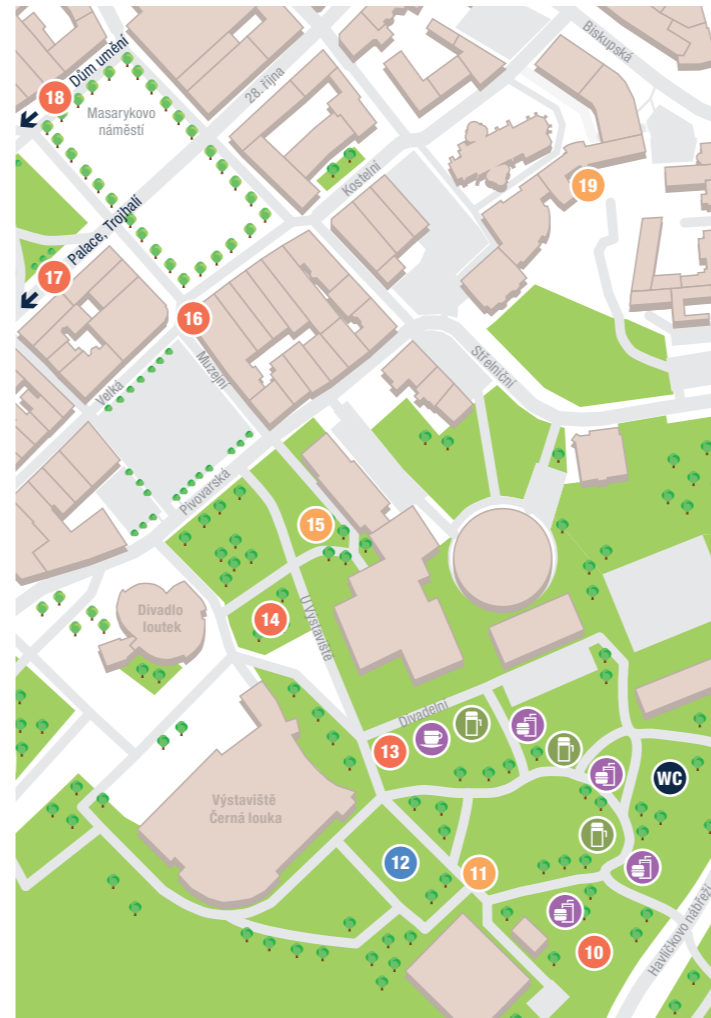 Dům umění
18
Masarykovo
náměstí
28. října
Biskupská
Kostelní
19
Palace, Trojhalí
17
16
Muzejní
Velká
Střelniční
Pivovarská
15
Divadlo
loutek
14
U Výstaviště
Divadelní
13
WC
Výstaviště
Černá louka
12
11
10
Havlíčkovo nábřeží